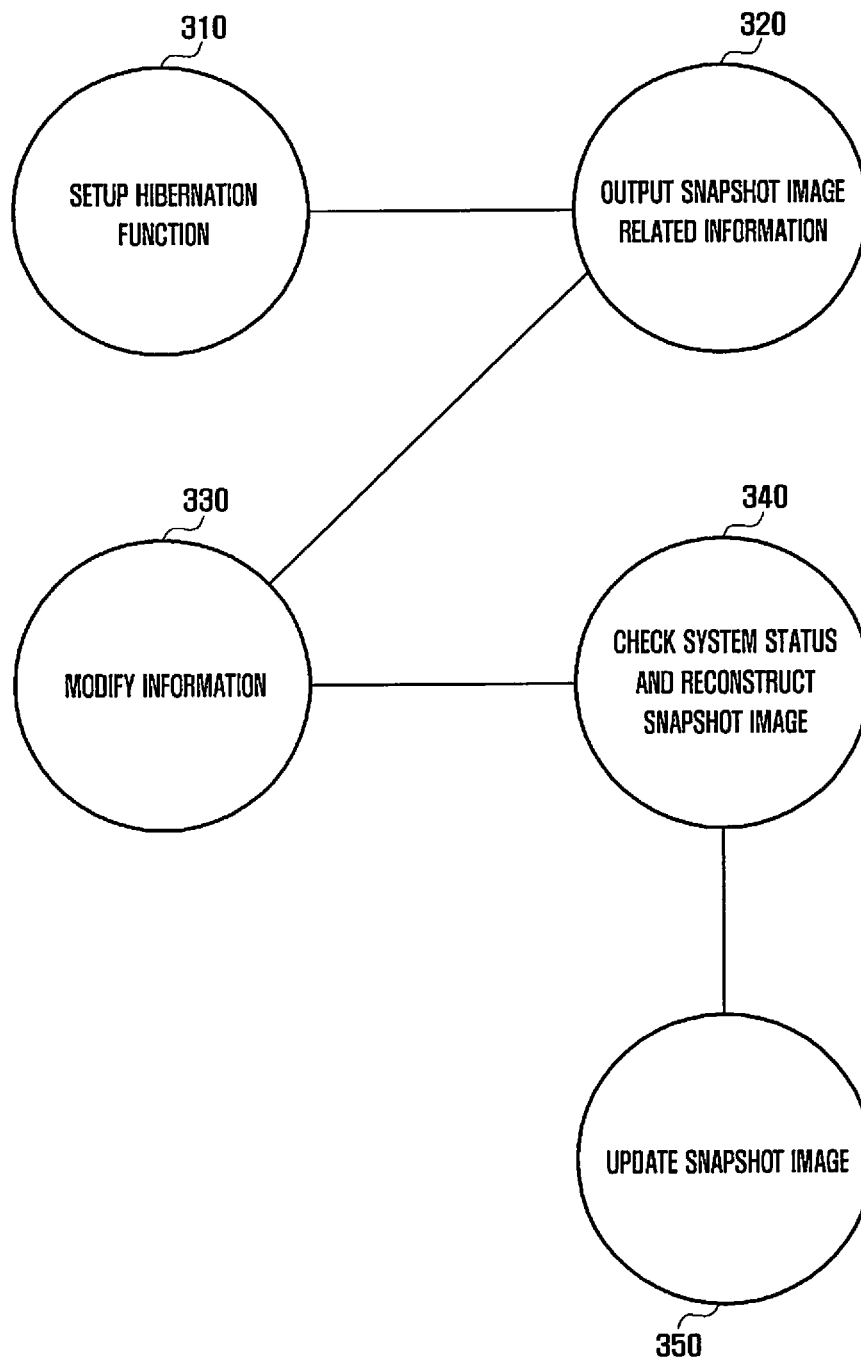 310
SETUP HIBERNATION
FUNCTION
320
OUTPUT SNAPSHOT IMAGE
RELATED INFORMATION
330
MODIFY INFORMATION
340
CHECK SYSTEM STATUS
AND RECONSTRUCT
SNAPSHOT IMAGE
UPDATE SNAPSHOT IMAGE
350